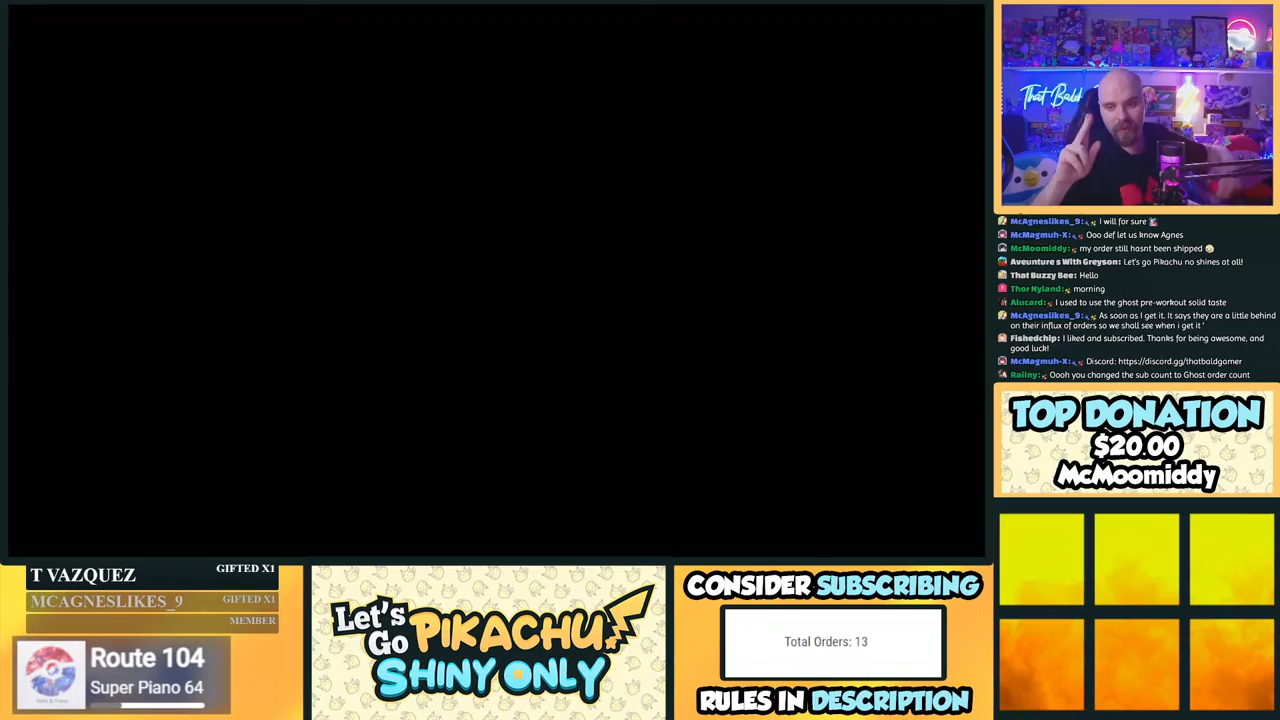 That Bald
McAgneslikes_9: I will for sure
McMagmuh-X: Ooo def let us know Agnes
McMoomiddy: my order still hasnt been shipped
Aveunture s With Greyson: Let's go Pikachu no shines at all!
That Buzzy Bee: Hello
Thor Nyland: morning
Alucard: I used to use the ghost pre-workout solid taste
McAgneslikes_9: As soon as I get it. It says they are a little behind
on their influx of orders so we shall see when i get it '
Fishedchip: I liked and subscribed. Thanks for being awesome, and
good luck!
McMagmuh-X: Discord: https://discord.gg/thatbaldgamer
Raiiny: Oooh you changed the sub count to Ghost order count
TOP DONATION
$20.00
McMoomiddy
T VAZQUEZ GIFTED X1
MCAGNESLIKES_9 GIFTED X1
MEMBER
Route 104
Super Piano 64
Let's
Go PIKACHU
SHINY ONLY
CONSIDER SUBSCRIBING
Total Orders: 13
RULES IN DESCRIPTION